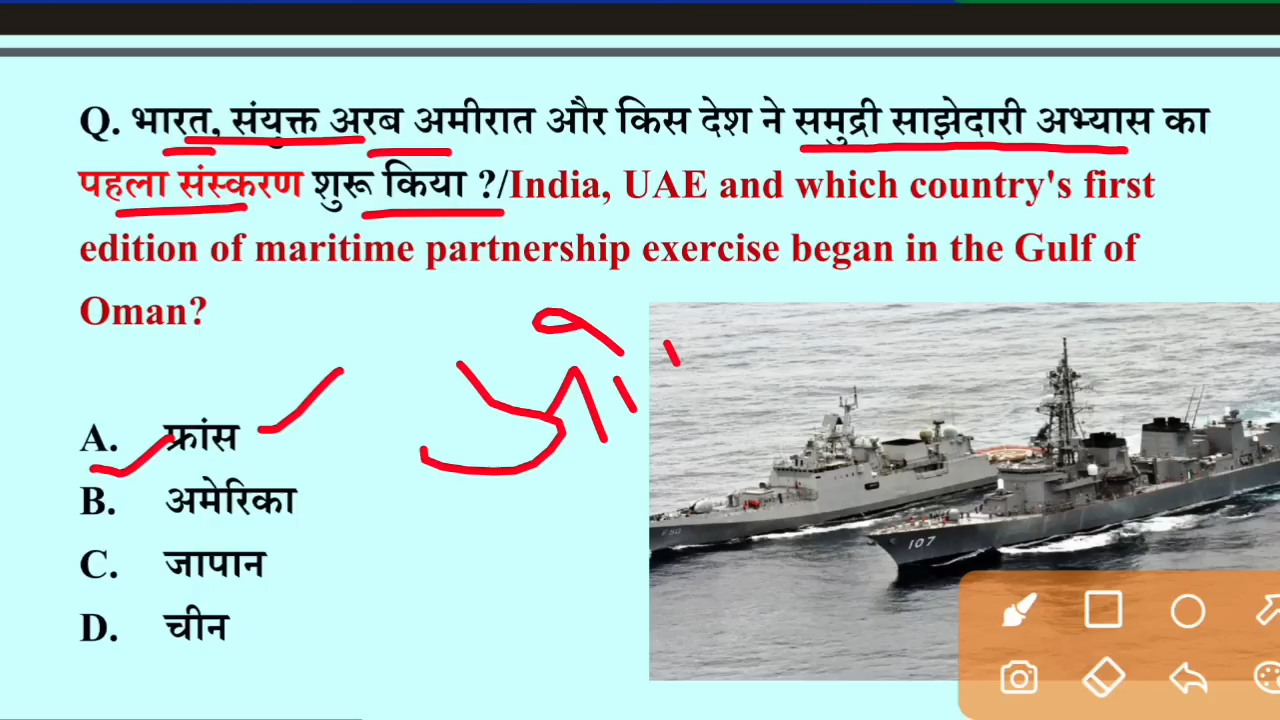 Q. भारत, संयुक्त अरब अमीरात और किस देश ने समुद्री साझेदारी अभ्यास का
पहला संस्करण शुरू किया ?/India, UAE and which country's first
edition of maritime partnership exercise began in the Gulf of
Oman?
A. फ्रांस
B. अमेरिका
C. जापान
D. चीन
F50
107